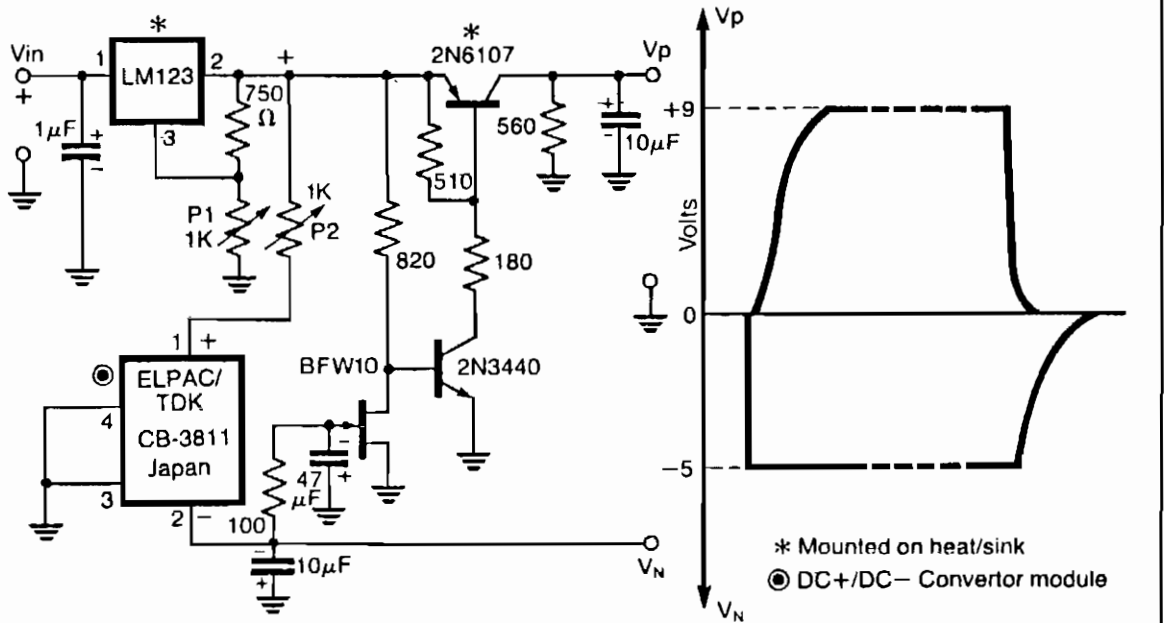 *
Vin
+
1
LM123
2
3
750
Ω
+
*
2N6107
Vp
560
+
-
10µF
1µF
+
-
510
P1
1K
1K
P2
820
180
1 +
ELPAC/
TDK
CB-3811
Japan
4
3
2 -
BFW10
2N3440
-
+
47
µF
100
-
+
10µF
VN
Vp
+9
Volts
0
-5
VN
* Mounted on heat/sink
◉ DC+/DC− Convertor module